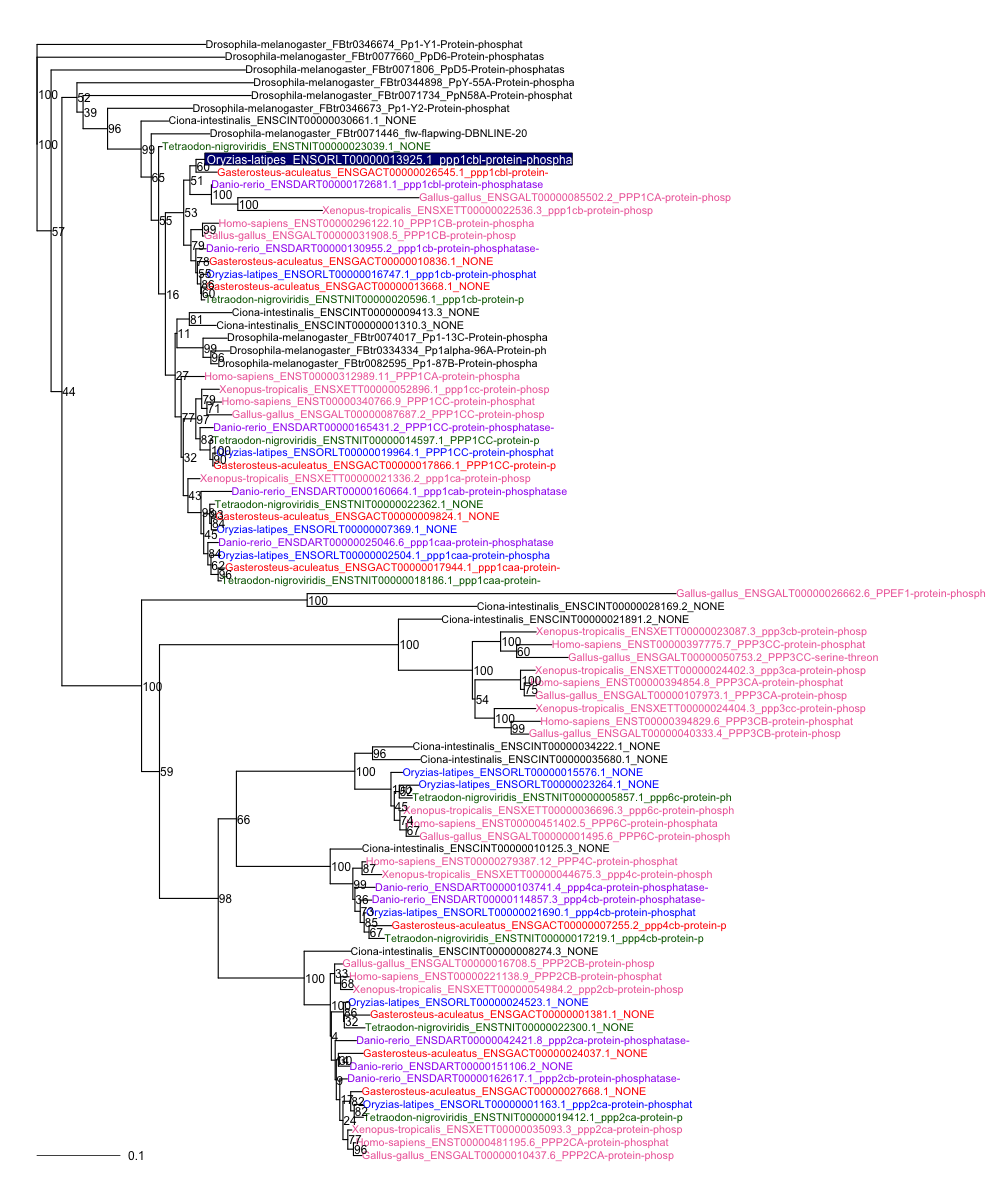 Drosophila-melanogaster_FBtr0346674_Pp1-Y1-Protein-phosphat
Drosophila-melanogaster_FBtr0077660_PpD6-Protein-phosphatas
Drosophila-melanogaster_FBtr0071806_PpD5-Protein-phosphatas
Drosophila-melanogaster_FBtr0344898_PpY-55A-Protein-phospha
100 52 Drosophila-melanogaster_FBtr0071734_PpN58A-Protein-phosphat
39 Drosophila-melanogaster_FBtr0346673_Pp1-Y2-Protein-phosphat
96 Ciona-intestinalis_ENSCINT00000030661.1_NONE
Drosophila-melanogaster_FBtr0071446_flw-flapwing-DBNLINE-20
100 99 Tetraodon-nigroviridis_ENSTNIT00000023039.1_NONE
Oryzias-latipes_ENSORLT00000013925.1_ppp1cbl-protein-phospha
60 Gasterosteus-aculeatus_ENSGACT00000026545.1_ppp1cbl-protein-
65 51 Danio-rerio_ENSDART00000172681.1_ppp1cbl-protein-phosphatase
100 Gallus-gallus_ENSGALT00000085502.2_PPP1CA-protein-phosp
100 Xenopus-tropicalis_ENSXETT00000022536.3_ppp1cb-protein-phosp
55 53 Homo-sapiens_ENST00000296122.10_PPP1CB-protein-phospha
57 99 Gallus-gallus_ENSGALT00000031908.5_PPP1CB-protein-phosp
79 Danio-rerio_ENSDART00000130955.2_ppp1cb-protein-phosphatase-
78 Gasterosteus-aculeatus_ENSGACT00000010836.1_NONE
55 Oryzias-latipes_ENSORLT00000016747.1_ppp1cb-protein-phosphat
86 Gasterosteus-aculeatus_ENSGACT00000013668.1_NONE
16 60 Tetraodon-nigroviridis_ENSTNIT00000020596.1_ppp1cb-protein-p
Ciona-intestinalis_ENSCINT00000009413.3_NONE
81 Ciona-intestinalis_ENSCINT00000001310.3_NONE
11 Drosophila-melanogaster_FBtr0074017_Pp1-13C-Protein-phospha
99 Drosophila-melanogaster_FBtr0334334_Pp1alpha-96A-Protein-ph
96 Drosophila-melanogaster_FBtr0082595_Pp1-87B-Protein-phospha
27 Homo-sapiens_ENST00000312989.11_PPP1CA-protein-phospha
44 Xenopus-tropicalis_ENSXETT00000052896.1_ppp1cc-protein-phosp
79 Homo-sapiens_ENST00000340766.9_PPP1CC-protein-phosphat
71 Gallus-gallus_ENSGALT00000087687.2_PPP1CC-protein-phosp
77 97 Danio-rerio_ENSDART00000165431.2_PPP1CC-protein-phosphatase-
83 Tetraodon-nigroviridis_ENSTNIT00000014597.1_PPP1CC-protein-p
100 Oryzias-latipes_ENSORLT00000019964.1_PPP1CC-protein-phosphat
32 90 Gasterosteus-aculeatus_ENSGACT00000017866.1_PPP1CC-protein-p
Xenopus-tropicalis_ENSXETT00000021336.2_ppp1ca-protein-phosp
43 Danio-rerio_ENSDART00000160664.1_ppp1cab-protein-phosphatase
Tetraodon-nigroviridis_ENSTNIT00000022362.1_NONE
Gasterosteus-aculeatus_ENSGACT00000009824.1_NONE
Oryzias-latipes_ENSORLT00000007369.1_NONE
45 Danio-rerio_ENSDART00000025046.6_ppp1caa-protein-phosphatase
84 Oryzias-latipes_ENSORLT00000002504.1_ppp1caa-protein-phospha
62 Gasterosteus-aculeatus_ENSGACT00000017944.1_ppp1caa-protein-
96 Tetraodon-nigroviridis_ENSTNIT00000018186.1_ppp1caa-protein-
Gallus-gallus_ENSGALT00000026662.6_PPEF1-protein-phosph
100 Ciona-intestinalis_ENSCINT00000028169.2_NONE
Ciona-intestinalis_ENSCINT00000021891.2_NONE
Xenopus-tropicalis_ENSXETT00000023087.3_ppp3cb-protein-phosp
100 100 Homo-sapiens_ENST00000397775.7_PPP3CC-protein-phosphat
60 Gallus-gallus_ENSGALT00000050753.2_PPP3CC-serine-threon
100 Xenopus-tropicalis_ENSXETT00000024402.3_ppp3ca-protein-phosp
100 100 Homo-sapiens_ENST00000394854.8_PPP3CA-protein-phosphat
75 Gallus-gallus_ENSGALT00000107973.1_PPP3CA-protein-phosp
54 Xenopus-tropicalis_ENSXETT00000024404.3_ppp3cc-protein-phosp
100 Homo-sapiens_ENST00000394829.6_PPP3CB-protein-phosphat
99 Gallus-gallus_ENSGALT00000040333.4_PPP3CB-protein-phosp
Ciona-intestinalis_ENSCINT00000034222.1_NONE
96 Ciona-intestinalis_ENSCINT00000035680.1_NONE
59 100 Oryzias-latipes_ENSORLT00000015576.1_NONE
Oryzias-latipes_ENSORLT00000023264.1_NONE
Tetraodon-nigroviridis_ENSTNIT00000005857.1_ppp6c-protein-ph
45 Xenopus-tropicalis_ENSXETT00000036696.3_ppp6c-protein-phosph
66 74 Homo-sapiens_ENST00000451402.5_PPP6C-protein-phosphata
67 Gallus-gallus_ENSGALT00000001495.6_PPP6C-protein-phosph
Ciona-intestinalis_ENSCINT00000010125.3_NONE
100 Homo-sapiens_ENST00000279387.12_PPP4C-protein-phosphat
87 Xenopus-tropicalis_ENSXETT00000044675.3_ppp4c-protein-phosph
99 Danio-rerio_ENSDART00000103741.4_ppp4ca-protein-phosphatase-
98 36 Danio-rerio_ENSDART00000114857.3_ppp4cb-protein-phosphatase-
73 Oryzias-latipes_ENSORLT00000021690.1_ppp4cb-protein-phosphat
85 Gasterosteus-aculeatus_ENSGACT00000007255.2_ppp4cb-protein-p
67 Tetraodon-nigroviridis_ENSTNIT00000017219.1_ppp4cb-protein-p
Ciona-intestinalis_ENSCINT00000008274.3_NONE
Gallus-gallus_ENSGALT00000016708.5_PPP2CB-protein-phosp
100 33 Homo-sapiens_ENST00000221138.9_PPP2CB-protein-phosphat
68 Xenopus-tropicalis_ENSXETT00000054984.2_ppp2cb-protein-phosp
100 Oryzias-latipes_ENSORLT00000024523.1_NONE
86 Gasterosteus-aculeatus_ENSGACT00000001381.1_NONE
32 Tetraodon-nigroviridis_ENSTNIT00000022300.1_NONE
4 Danio-rerio_ENSDART00000042421.8_ppp2ca-protein-phosphatase-
Gasterosteus-aculeatus_ENSGACT00000024037.1_NONE
Danio-rerio_ENSDART00000151106.2_NONE
9 Danio-rerio_ENSDART00000162617.1_ppp2cb-protein-phosphatase-
Gasterosteus-aculeatus_ENSGACT00000027668.1_NONE
17 82 Oryzias-latipes_ENSORLT00000001163.1_ppp2ca-protein-phosphat
82 Tetraodon-nigroviridis_ENSTNIT00000019412.1_ppp2ca-protein-p
24 Xenopus-tropicalis_ENSXETT00000035093.3_ppp2ca-protein-phosp
77 Homo-sapiens_ENST00000481195.6_PPP2CA-protein-phosphat
96 Gallus-gallus_ENSGALT00000010437.6_PPP2CA-protein-phosp
0.1